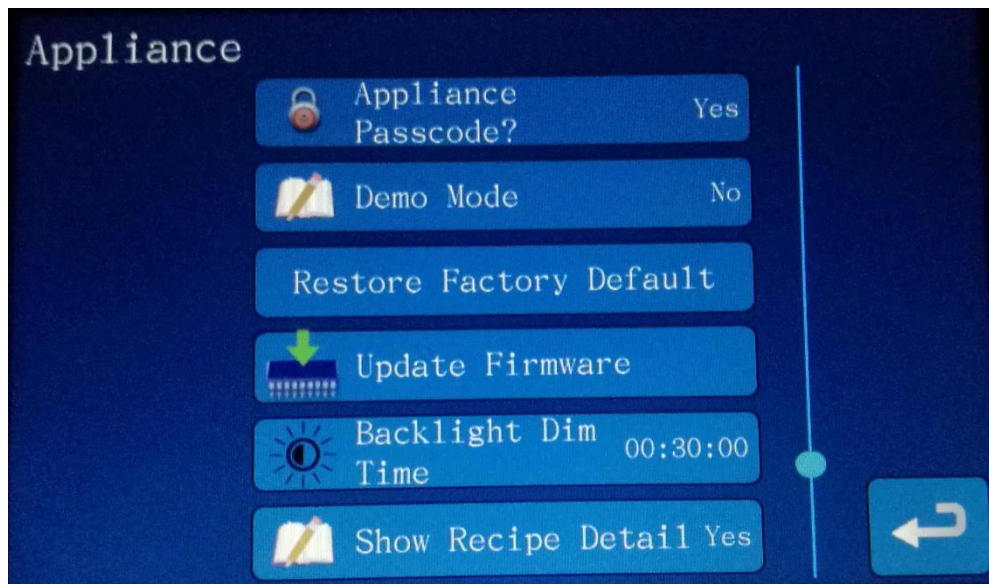 Appliance
Appliance
Passcode?
Yes
Demo Mode
No
Restore Factory Default
Update Firmware
Backlight Dim
Time
00:30:00
Show Recipe Detail
Yes